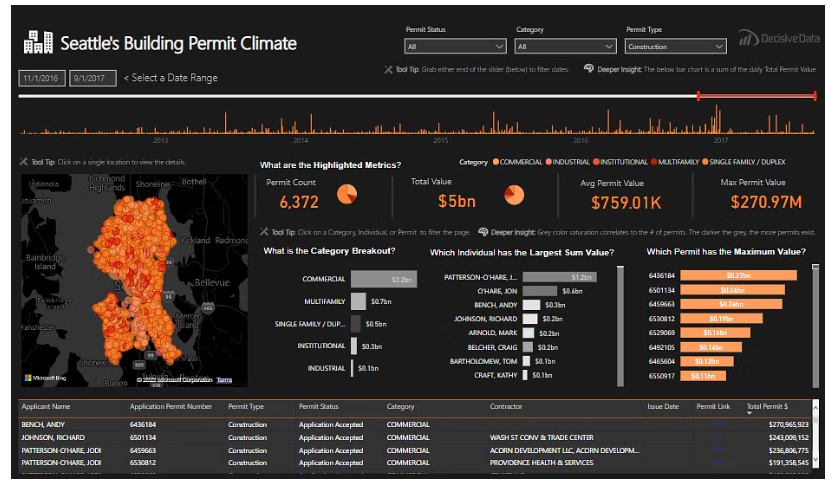 Seattle's Building Permit Climate
Permit Status
All
Category
All
Permit Type
Construction
DecisiveData
11/1/2016
9/1/2017
< Select a Date Range
Tool Tip: Grab either end of the slider (below) to filter dates.
Deeper Insight: The below bar chart is a sum of the daily Total Permit Value
2013
2014
2015
2016
2017
Tool Tip: Click on a single location to view the details.
What are the Highlighted Metrics?
Category
COMMERCIAL
INDUSTRIAL
INSTITUTIONAL
MULTIFAMILY
SINGLE FAMILY / DUPLEX
Permit Count
6,372
Total Value
$5bn
Avg Permit Value
$759.01K
Max Permit Value
$270.97M
Tool Tip: Click on a Category, Individual, or Permit to filter the page.
Deeper Insight: Grey color saturation correlates to the # of permits. The darker the grey, the more permits exist.
Richmond
Highlands
Shoreline
Bothell
Kirkland
Redmond
Bainbridge
Island
Bellevue
Mercer
Island
Burien
Microsoft Bing
© 2022 Microsoft Corporation
Terms
What is the Category Breakout?
COMMERCIAL
$3.2bn
MULTIFAMILY
$0.7bn
SINGLE FAMILY / DUP...
$0.5bn
INSTITUTIONAL
$0.3bn
INDUSTRIAL
$0.1bn
Which Individual has the Largest Sum Value?
PATTERSON-O'HARE, J...
$1.2bn
O'HARE, JON
$0.6bn
BENCH, ANDY
$0.3bn
JOHNSON, RICHARD
$0.2bn
ARNOLD, MARK
$0.2bn
BELCHER, CRAIG
$0.2bn
BARTHOLOMEW, TOM
$0.1bn
CRAFT, KATHY
$0.1bn
Which Permit has the Maximum Value?
6436184
$0.27bn
6501134
$0.24bn
6459663
$0.24bn
6530812
$0.19bn
6529069
$0.16bn
6492105
$0.14bn
6465604
$0.12bn
6550917
$0.11bn
Applicant Name
Application Permit Number
Permit Type
Permit Status
Category
Contractor
Issue Date
Permit Link
Total Permit $
BENCH, ANDY
6436184
Construction
Application Accepted
COMMERCIAL
$270,965,923
JOHNSON, RICHARD
6501134
Construction
Application Accepted
COMMERCIAL
WASH ST CONV & TRADE CENTER
$243,009,152
PATTERSON-O'HARE, JODI
6459663
Construction
Application Accepted
COMMERCIAL
ACORN DEVELOPMENT LLC, ACORN DEVELOPM...
$236,806,775
PATTERSON-O'HARE, JODI
6530812
Construction
Application Accepted
COMMERCIAL
PROVIDENCE HEALTH & SERVICES
$191,358,545